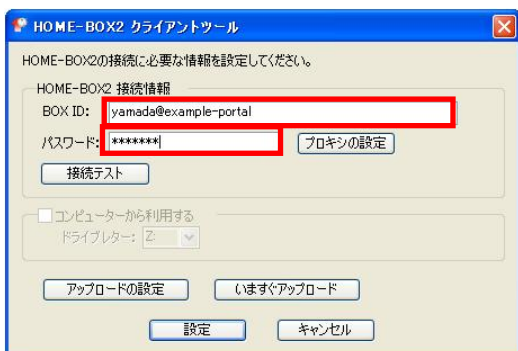 HOME-BOX2 クライアントツール
HOME-BOX2の接続に必要な情報を設定してください。
HOME-BOX2 接続情報
BOX ID: yamada@example-portal
パスワード: ******* プロキシの設定
接続テスト
コンピューターから利用する
ドライブレター: Z:
アップロードの設定 いますぐアップロード
設定 キャンセル